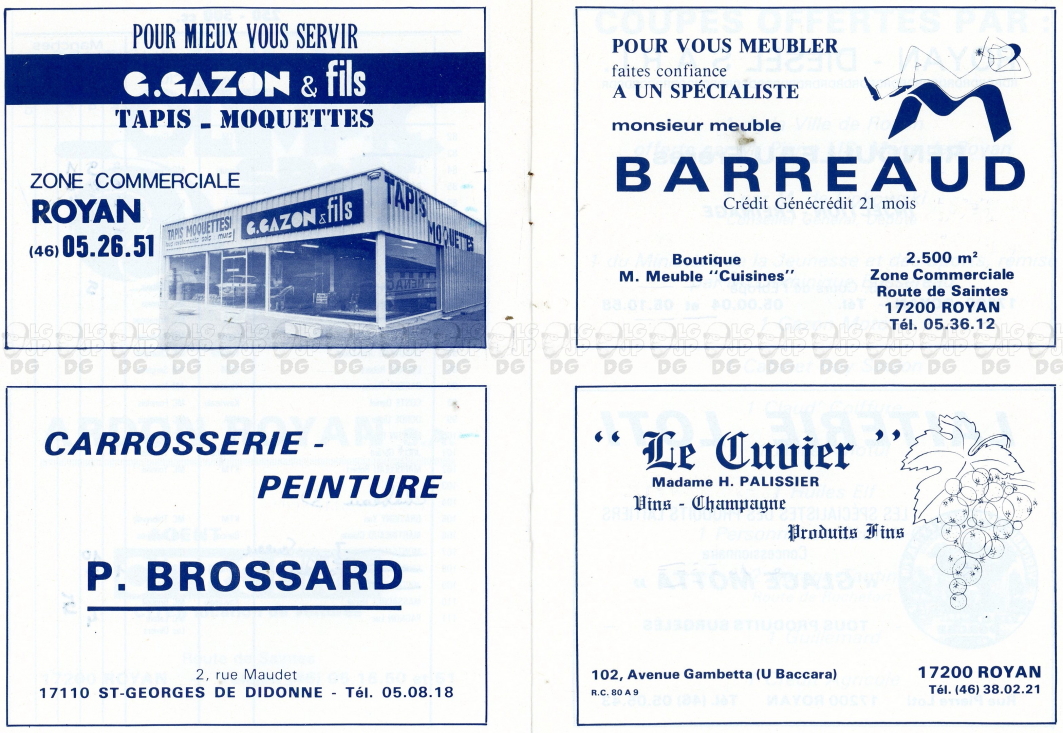 POUR MIEUX VOUS SERVIR
G.GAZON & fils
TAPIS - MOQUETTES
ZONE COMMERCIALE
ROYAN
(46) 05.26.51
TAPIS MOQUETTES!
G.GAZON & fils
TAPIS
MOQUETTES
POUR VOUS MEUBLER
faites confiance
A UN SPÉCIALISTE
monsieur meuble
BARREAUD
Crédit Génécrédit 21 mois
Boutique
M. Meuble "Cuisines"
2.500 m²
Zone Commerciale
Route de Saintes
17200 ROYAN
Tél. 05.36.12
CARROSSERIE -
PEINTURE
P. BROSSARD
2, rue Maudet
17110 ST-GEORGES DE DIDONNE - Tél. 05.08.18
" Le Cuvier "
Madame H. PALISSIER
Vins - Champagne
Produits Fins
102, Avenue Gambetta (U Baccara)
R.C. 80 A 9
17200 ROYAN
Tél. (46) 38.02.21